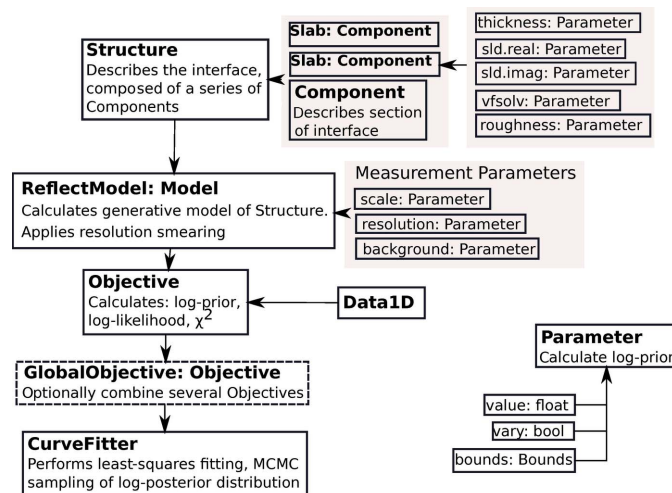 Structure
Describes the interface,
composed of a series of
Components
Slab: Component
Slab: Component
Component
Describes section
of interface
thickness: Parameter
sld.real: Parameter
sld.imag: Parameter
vfsolv: Parameter
roughness: Parameter
ReflectModel: Model
Calculates generative model of Structure.
Applies resolution smearing
Measurement Parameters
scale: Parameter
resolution: Parameter
background: Parameter
Objective
Calculates: log-prior,
log-likelihood, χ²
Data1D
GlobalObjective: Objective
Optionally combine several Objectives
CurveFitter
Performs least-squares fitting, MCMC
sampling of log-posterior distribution
Parameter
Calculate log-prior
value: float
vary: bool
bounds: Bounds